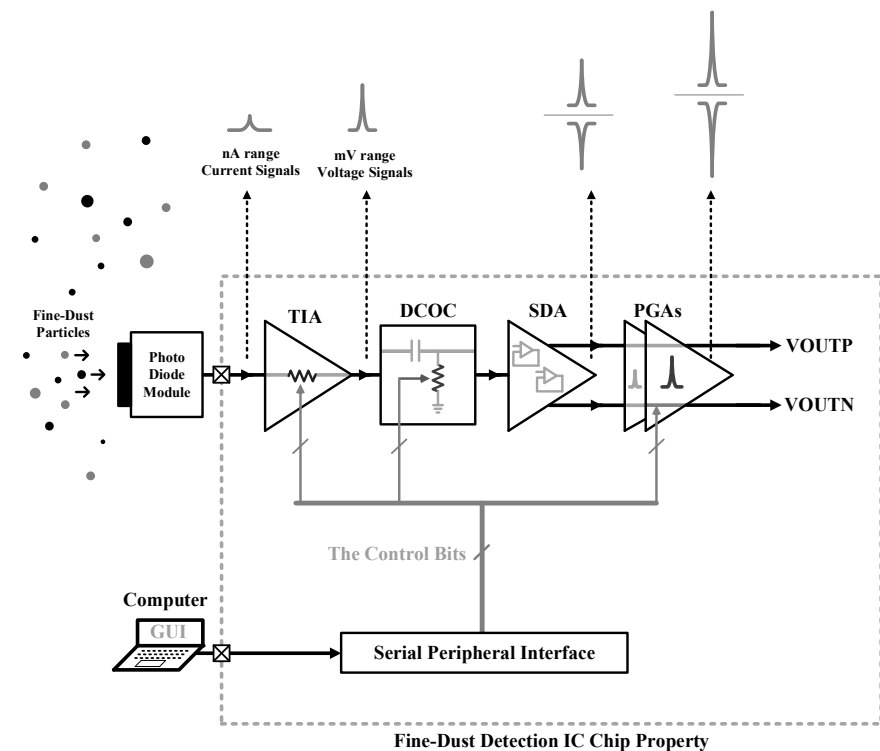 nA range
Current Signals
mV range
Voltage Signals
Fine-Dust
Particles
Photo
Diode
Module
TIA
DCOC
SDA
PGAs
VOUTP
VOUTN
The Control Bits
Computer
GUI
Serial Peripheral Interface
Fine-Dust Detection IC Chip Property